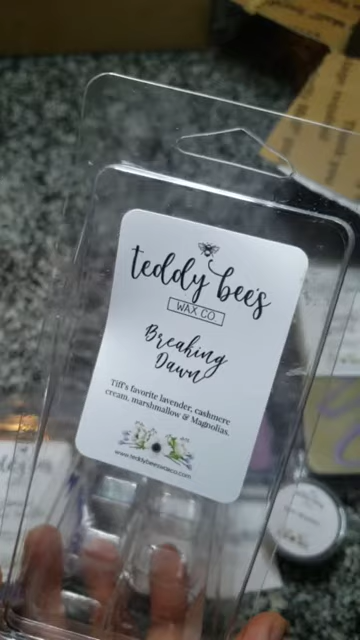 teddy bee's
WAX CO.
Breaking
Dawn
Tiff's favorite lavender, cashmere
cream, marshmallow & Magnolias.
www.teddybeeswaxco.com